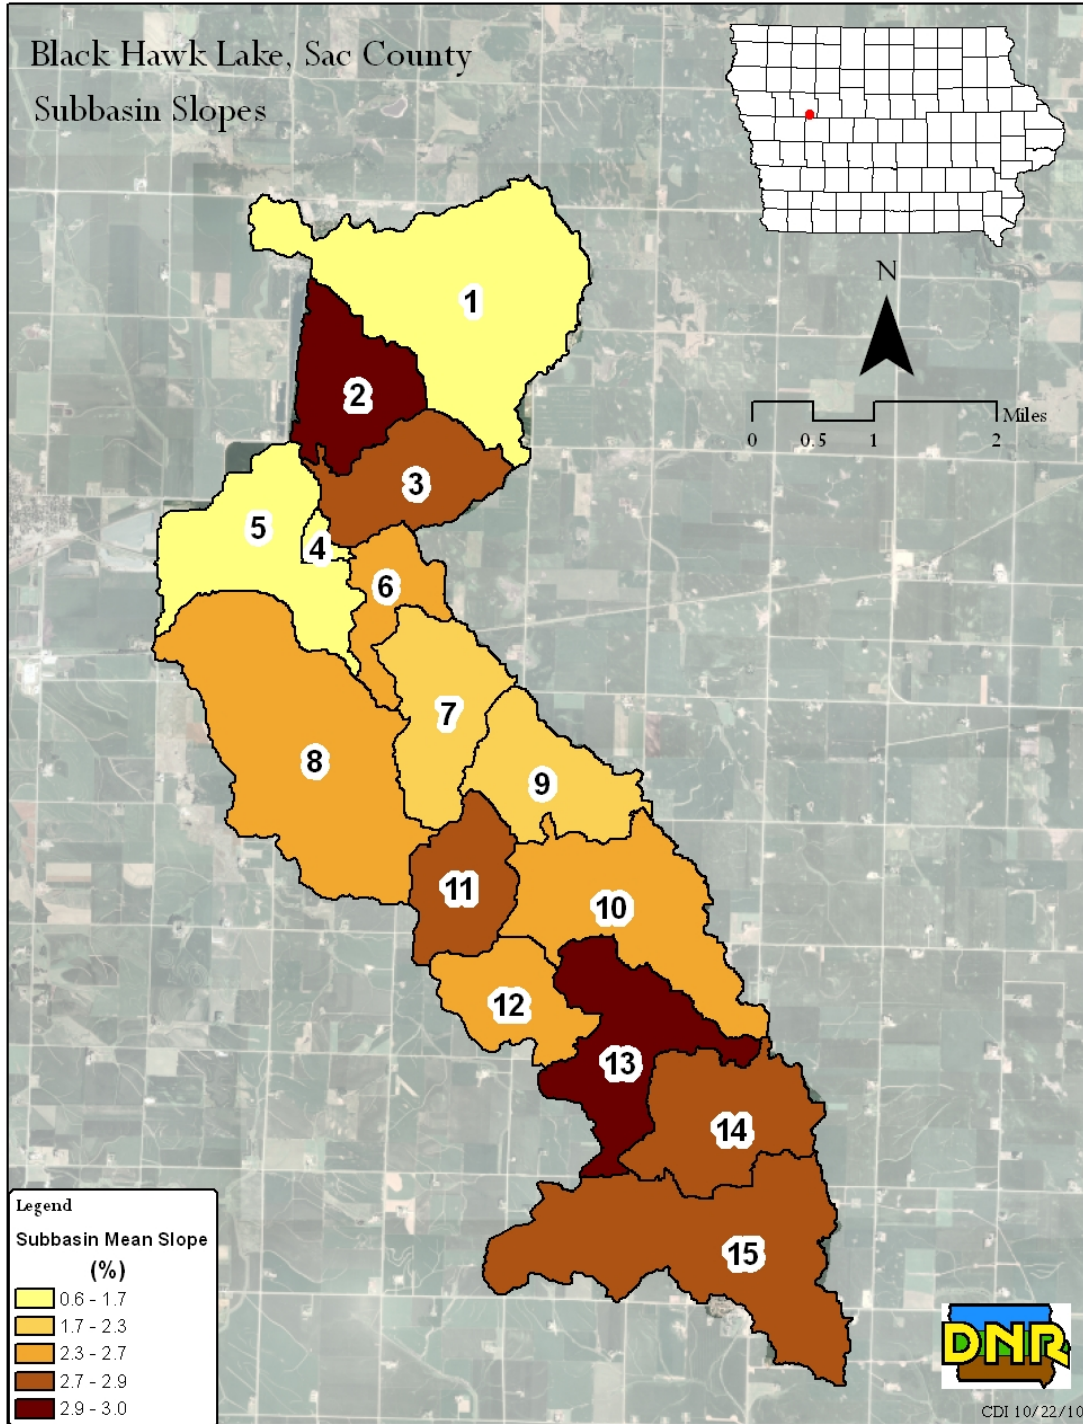 Black Hawk Lake, Sac County
Subbasin Slopes
N
Miles
0 0.5 1 2
1
2
3
4
5
6
7
8
9
10
11
12
13
14
15
Legend
Subbasin Mean Slope
(%)
0.6 - 1.7
1.7 - 2.3
2.3 - 2.7
2.7 - 2.9
2.9 - 3.0
DNR
CDI 10/22/10